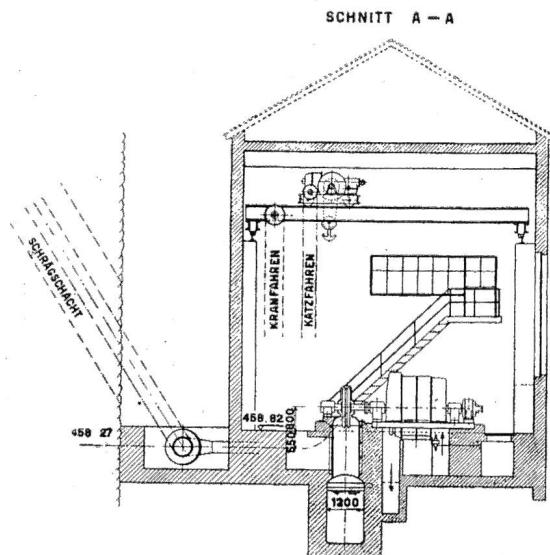 SCHNITT A – A
SCHRÄGSCHACHT
KRANFAHREN
KATZFAHREN
458.82
458 27
550
800
1200